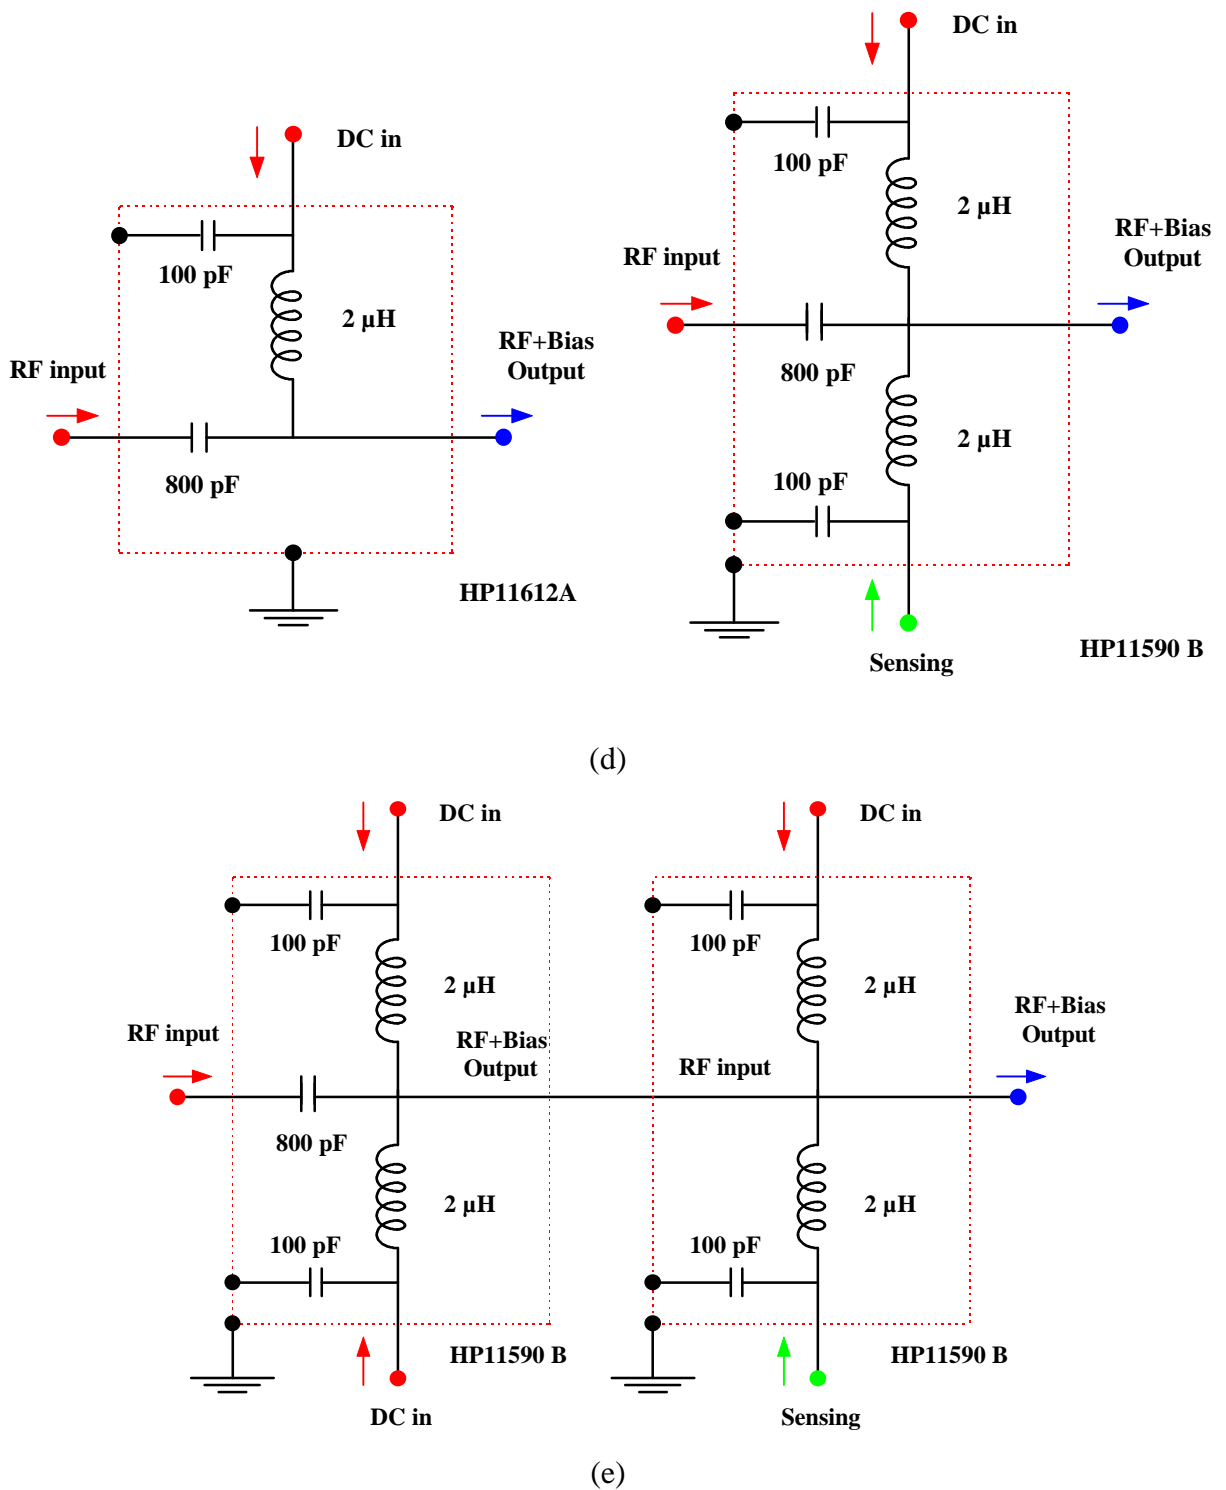 DC in
100 pF
2 µH
RF input
RF+Bias
Output
800 pF
HP11612A
DC in
100 pF
2 µH
RF input
RF+Bias
Output
800 pF
2 µH
100 pF
Sensing
HP11590 B
(d)
DC in
100 pF
2 µH
RF input
RF+Bias
Output
800 pF
2 µH
100 pF
HP11590 B
DC in
DC in
100 pF
2 µH
RF input
RF+Bias
Output
2 µH
100 pF
HP11590 B
Sensing
(e)